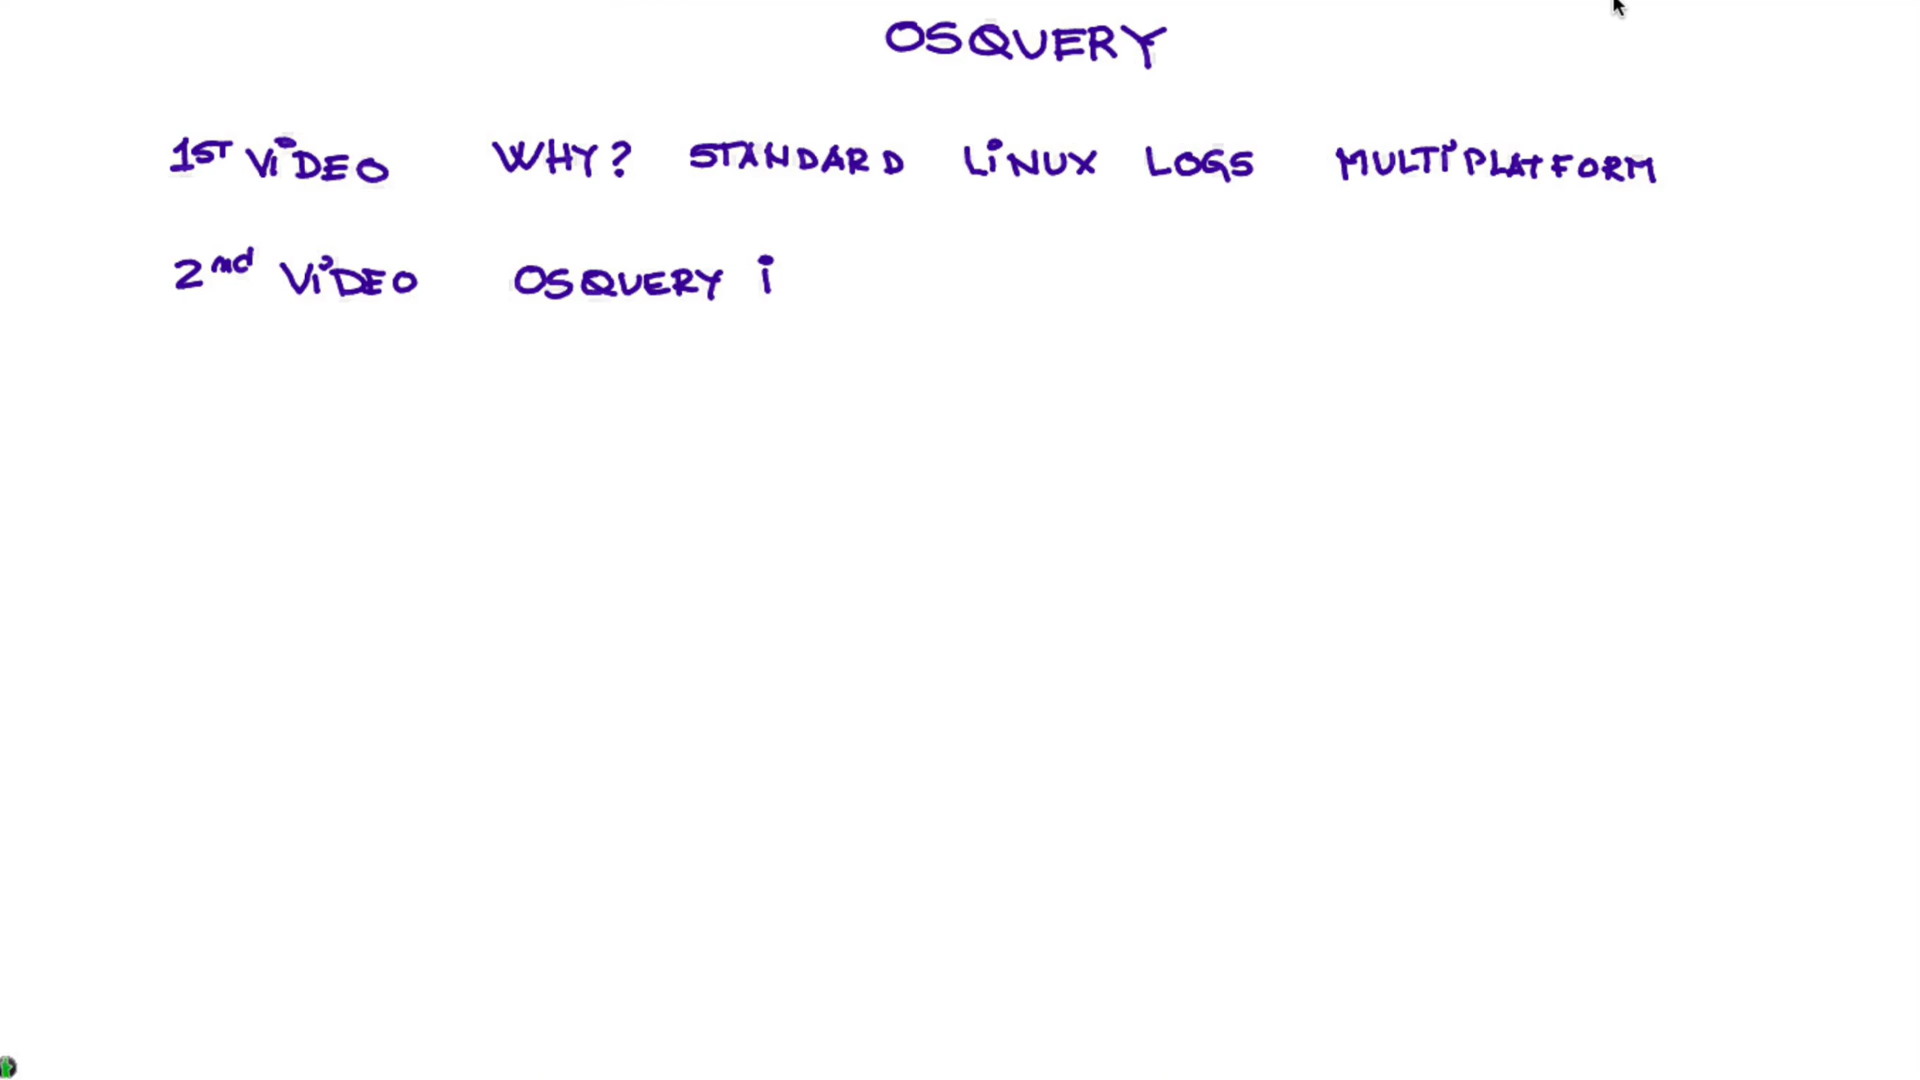 OSQUERY
1ST ViDEO WHY? STANDARD LiNUX LOGS MULTiPLATFORM
2nd ViDEO OSQUERY i